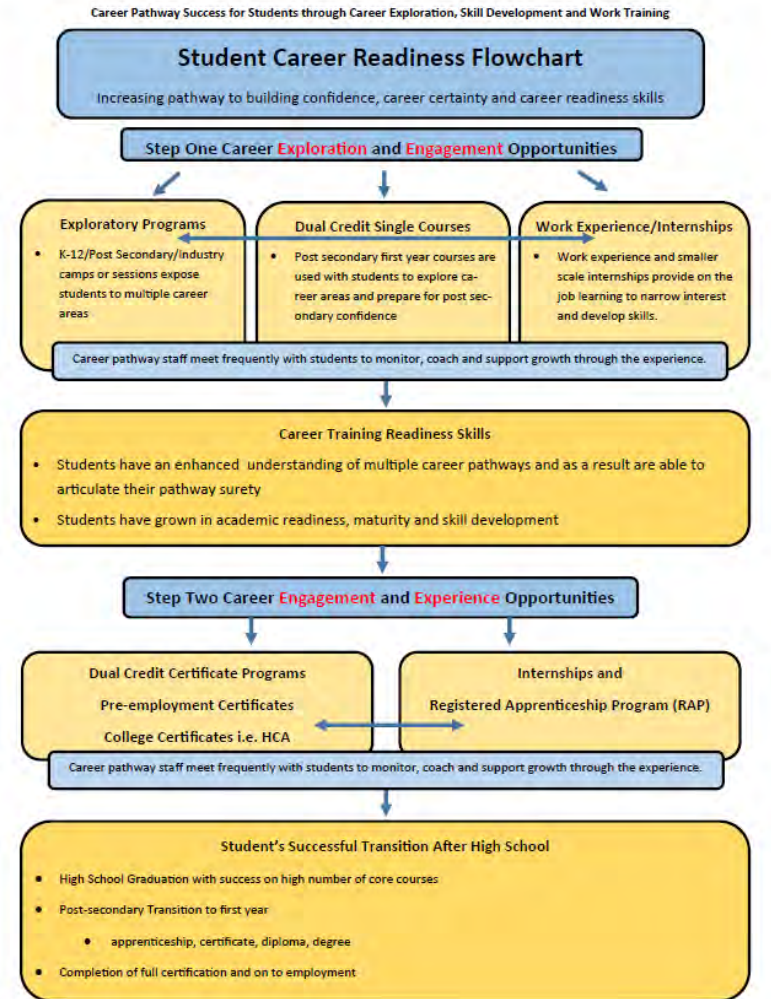 Career Pathway Success for Students through Career Exploration, Skill Development and Work Training
Student Career Readiness Flowchart
Increasing pathway to building confidence, career certainty and career readiness skills
Step One Career Exploration and Engagement Opportunities
Exploratory Programs
• K-12/Post Secondary/Industry
camps or sessions expose
students to multiple career
areas
Dual Credit Single Courses
• Post secondary first year courses are
used with students to explore ca-
reer areas and prepare for post sec-
ondary confidence
Work Experience/Internships
• Work experience and smaller
scale internships provide on the
job learning to narrow interest
and develop skills.
Career pathway staff meet frequently with students to monitor, coach and support growth through the experience.
Career Training Readiness Skills
• Students have an enhanced understanding of multiple career pathways and as a result are able to
articulate their pathway surety
• Students have grown in academic readiness, maturity and skill development
Step Two Career Engagement and Experience Opportunities
Dual Credit Certificate Programs
Pre-employment Certificates
College Certificates i.e. HCA
Internships and
Registered Apprenticeship Program (RAP)
Career pathway staff meet frequently with students to monitor, coach and support growth through the experience.
Student's Successful Transition After High School
• High School Graduation with success on high number of core courses
• Post-secondary Transition to first year
• apprenticeship, certificate, diploma, degree
• Completion of full certification and on to employment